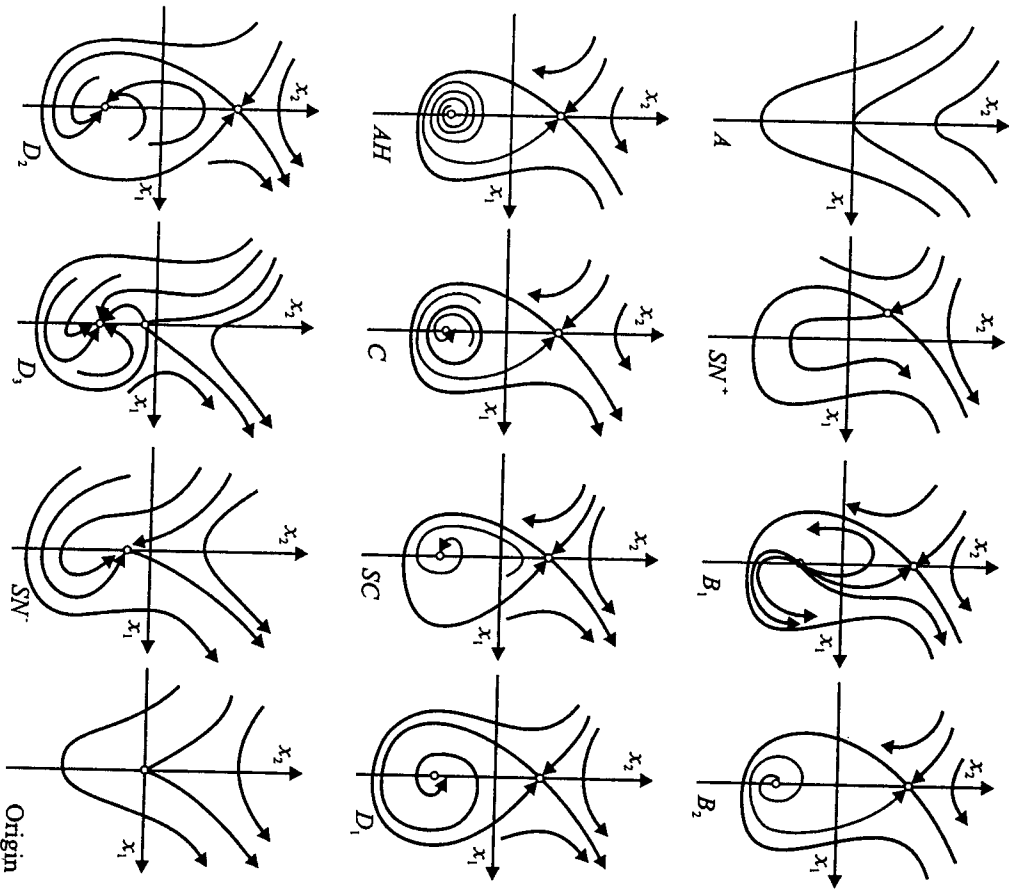 x₂ x₂ x₂ x₂
x₁ x₁ x₁ x₁
A SN⁺ B₁ B₂
x₂ x₂ x₂ x₂
x₁ x₁ x₁ x₁
AH C SC D₁
x₂ x₂ x₂ x₂
x₁ x₁ x₁ x₁
D₂ D₃ SN⁻ Origin